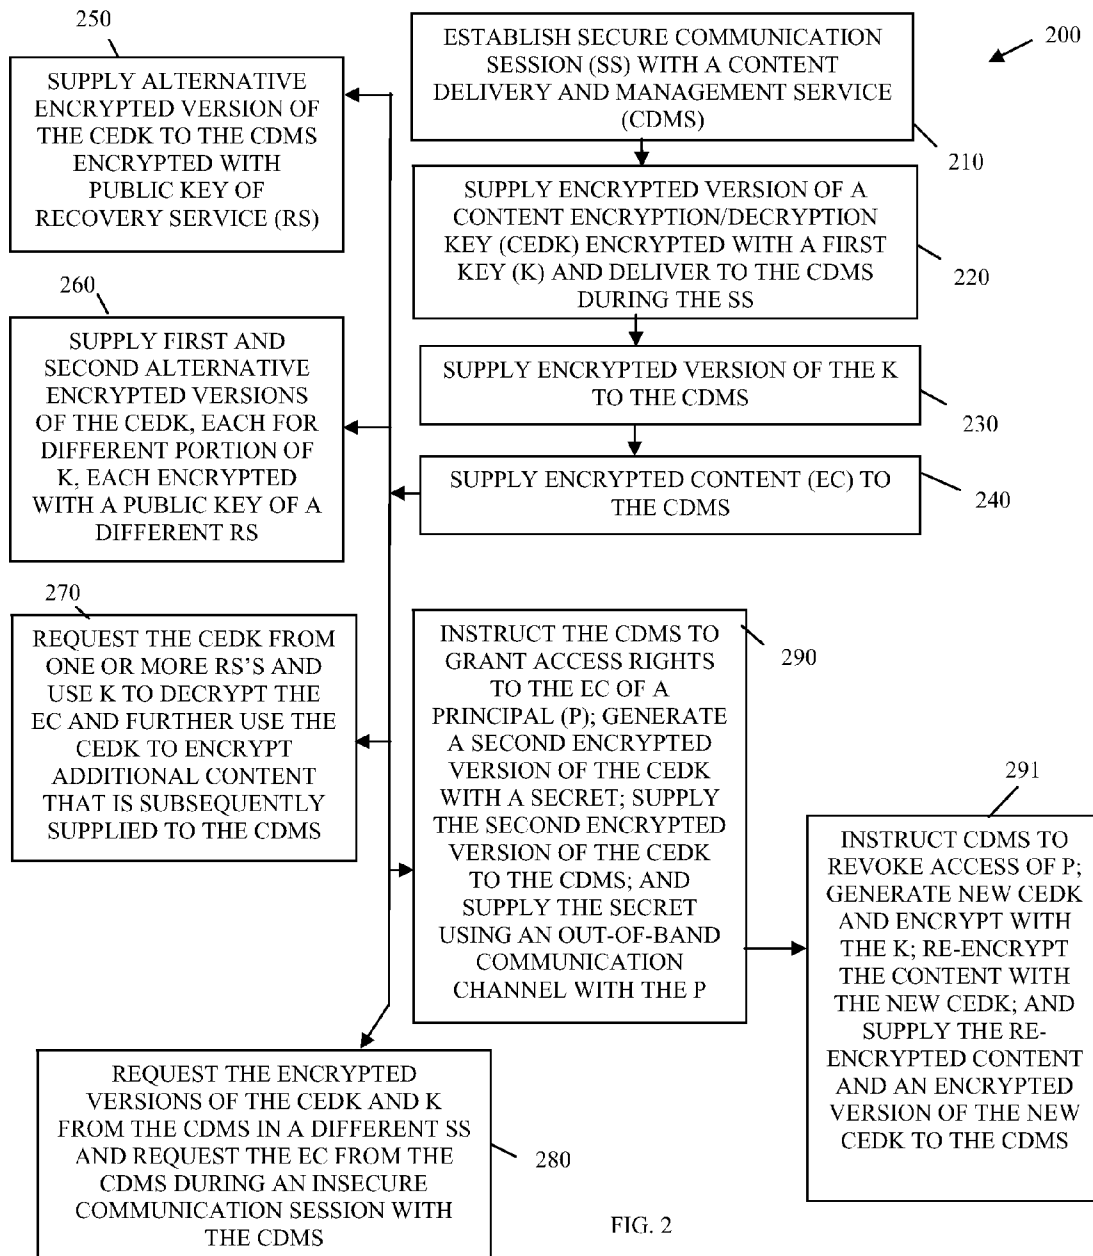 200
ESTABLISH SECURE COMMUNICATION
SESSION (SS) WITH A CONTENT
DELIVERY AND MANAGEMENT SERVICE
(CDMS)
210
SUPPLY ENCRYPTED VERSION OF A
CONTENT ENCRYPTION/DECRYPTION
KEY (CEDK) ENCRYPTED WITH A FIRST
KEY (K) AND DELIVER TO THE CDMS
DURING THE SS
220
SUPPLY ENCRYPTED VERSION OF THE K
TO THE CDMS
230
SUPPLY ENCRYPTED CONTENT (EC) TO
THE CDMS
240
250
SUPPLY ALTERNATIVE
ENCRYPTED VERSION OF
THE CEDK TO THE CDMS
ENCRYPTED WITH
PUBLIC KEY OF
RECOVERY SERVICE (RS)
260
SUPPLY FIRST AND
SECOND ALTERNATIVE
ENCRYPTED VERSIONS
OF THE CEDK, EACH FOR
DIFFERENT PORTION OF
K, EACH ENCRYPTED
WITH A PUBLIC KEY OF A
DIFFERENT RS
270
REQUEST THE CEDK FROM
ONE OR MORE RS'S AND
USE K TO DECRYPT THE
EC AND FURTHER USE THE
CEDK TO ENCRYPT
ADDITIONAL CONTENT
THAT IS SUBSEQUENTLY
SUPPLIED TO THE CDMS
REQUEST THE ENCRYPTED
VERSIONS OF THE CEDK AND K
FROM THE CDMS IN A DIFFERENT SS
AND REQUEST THE EC FROM THE
CDMS DURING AN INSECURE
COMMUNICATION SESSION WITH
THE CDMS
280
INSTRUCT THE CDMS TO
GRANT ACCESS RIGHTS
TO THE EC OF A
PRINCIPAL (P); GENERATE
A SECOND ENCRYPTED
VERSION OF THE CEDK
WITH A SECRET; SUPPLY
THE SECOND ENCRYPTED
VERSION OF THE CEDK
TO THE CDMS; AND
SUPPLY THE SECRET
USING AN OUT-OF-BAND
COMMUNICATION
CHANNEL WITH THE P
290
291
INSTRUCT CDMS TO
REVOKE ACCESS OF P;
GENERATE NEW CEDK
AND ENCRYPT WITH
THE K; RE-ENCRYPT
THE CONTENT WITH
THE NEW CEDK; AND
SUPPLY THE RE-
ENCRYPTED CONTENT
AND AN ENCRYPTED
VERSION OF THE NEW
CEDK TO THE CDMS
FIG. 2